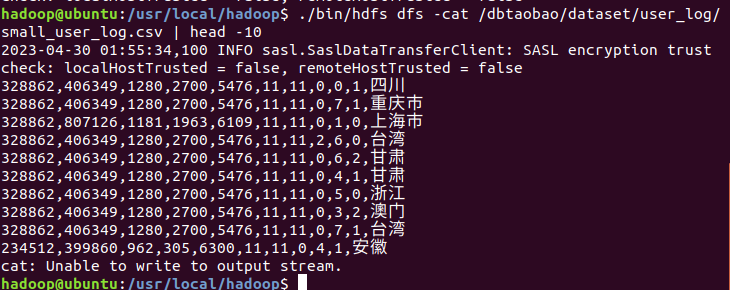 hadoop@ubuntu:/usr/local/hadoop$ ./bin/hdfs dfs -cat /dbtaobao/dataset/user_log/
small_user_log.csv | head -10
2023-04-30 01:55:34,100 INFO sasl.SaslDataTransferClient: SASL encryption trust
check: localHostTrusted = false, remoteHostTrusted = false
328862,406349,1280,2700,5476,11,11,0,0,1,四川
328862,406349,1280,2700,5476,11,11,0,7,1,重庆市
328862,807126,1181,1963,6109,11,11,0,1,0,上海市
328862,406349,1280,2700,5476,11,11,2,6,0,台湾
328862,406349,1280,2700,5476,11,11,0,6,2,甘肃
328862,406349,1280,2700,5476,11,11,0,4,1,甘肃
328862,406349,1280,2700,5476,11,11,0,5,0,浙江
328862,406349,1280,2700,5476,11,11,0,3,2,澳门
328862,406349,1280,2700,5476,11,11,0,7,1,台湾
234512,399860,962,305,6300,11,11,0,4,1,安徽
cat: Unable to write to output stream.
hadoop@ubuntu:/usr/local/hadoop$